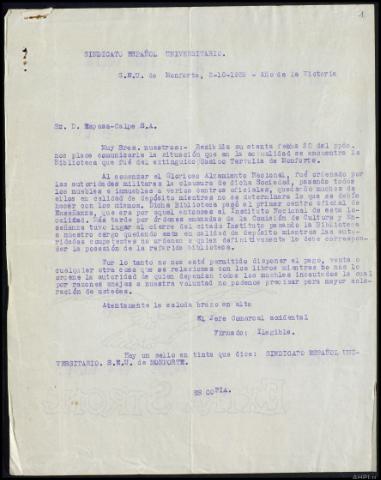 1
SINDICATO ESPAÑOL UNIVERSITARIO.
S.E.U. de Monforte, 2-10-1939 - Año de la Victoria
Sr. D. Espasa-Calpe S.A.
Muy Sres. nuestros:- Recibida su atenta fecha 20 del ppdo.
nos place comunicarle la situación que en la actualidad se encuentra la
Biblioteca que fué del extinguido Casino Tertulia de Monforte.
Al comenzar el Glorioso Alzamiento Nacional, fué ordenado por
las autoridades militares la clausura de dicha Sociedad, pasando todos
los muebles e inmuebles a varios centros oficiales, quedando muchos de
ellos en calidad de depósito mientras no se determinara lo que se debía
hacer con los mismos. Dicha Biblioteca pasó al primer centro oficial de
Enseñanza, que era por aquel entonces el Instituto Nacional de esta lo-
calidad. Más tarde por órdenes emanadas de la Comisión de Cultura y En-
señanza tuvo lugar el cierre del citado Instituto pasando la Biblioteca
a nuestro cargo quedando esta en calidad de depósito mientras las auto-
ridades competentes no ordenen a quien definitivamente le debe correspon-
der la posesión de la referida biblioteca.
Por lo tanto no nos está permitido disponer el pago, venta o
cualquier otra cosa que se relacione con los libros mientras no nos lo
ordene la autoridad de quien dependan todos los muebles incautados lo cual
por razones anejas a nuestra voluntad no podemos precisar para mayor acla-
ración de ustedes.
Atentamente le saluda brazo en alto
El Jefe Comarcal accidental
Firmado: Ilegible.
Hay un sello en tinta que dice: SINDICATO ESPAÑOL UNI-
VERSITARIO. S.E.U. de MONFORTE.
ES COPIA.
AHPLu